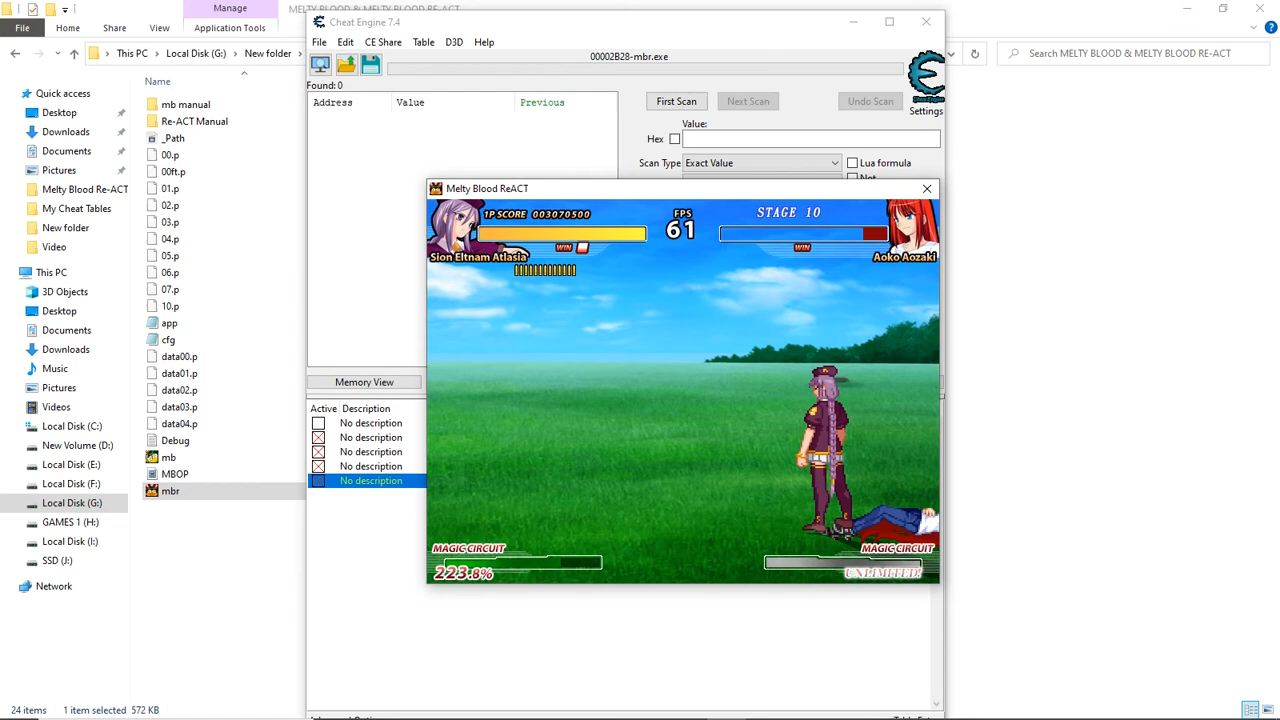 Manage
MELTY BLOOD & MELTY BLOOD RE-ACT
File
Home
Share
View
Application Tools
This PC
Local Disk (G:)
New folder
Search MELTY BLOOD & MELTY BLOOD RE-ACT
Name
Quick access
Desktop
Downloads
Documents
Pictures
Melty Blood Re-ACT
My Cheat Tables
New folder
Video
This PC
3D Objects
Desktop
Documents
Downloads
Music
Pictures
Videos
Local Disk (C:)
New Volume (D:)
Local Disk (E:)
Local Disk (F:)
Local Disk (G:)
GAMES 1 (H:)
Local Disk (I:)
SSD (J:)
Network
mb manual
Re-ACT Manual
_Path
00.p
00ft.p
01.p
02.p
03.p
04.p
05.p
06.p
07.p
10.p
app
cfg
data00.p
data01.p
data02.p
data03.p
data04.p
Debug
mb
MBOP
mbr
24 items
1 item selected
572 KB
Cheat Engine 7.4
File
Edit
CE Share
Table
D3D
Help
00002B28-mbr.exe
Found: 0
Address
Value
Previous
First Scan
Next Scan
Undo Scan
Settings
Value:
Hex
Scan Type
Exact Value
Lua formula
Not
Memory View
Active
Description
No description
No description
No description
No description
No description
Melty Blood ReACT
1P SCORE 003070500
FPS
61
STAGE 10
WIN
WIN
Sion Eltnam Atlasia
Aoko Aozaki
MAGIC CIRCUIT
223.8%
MAGIC CIRCUIT
UNLIMITED!